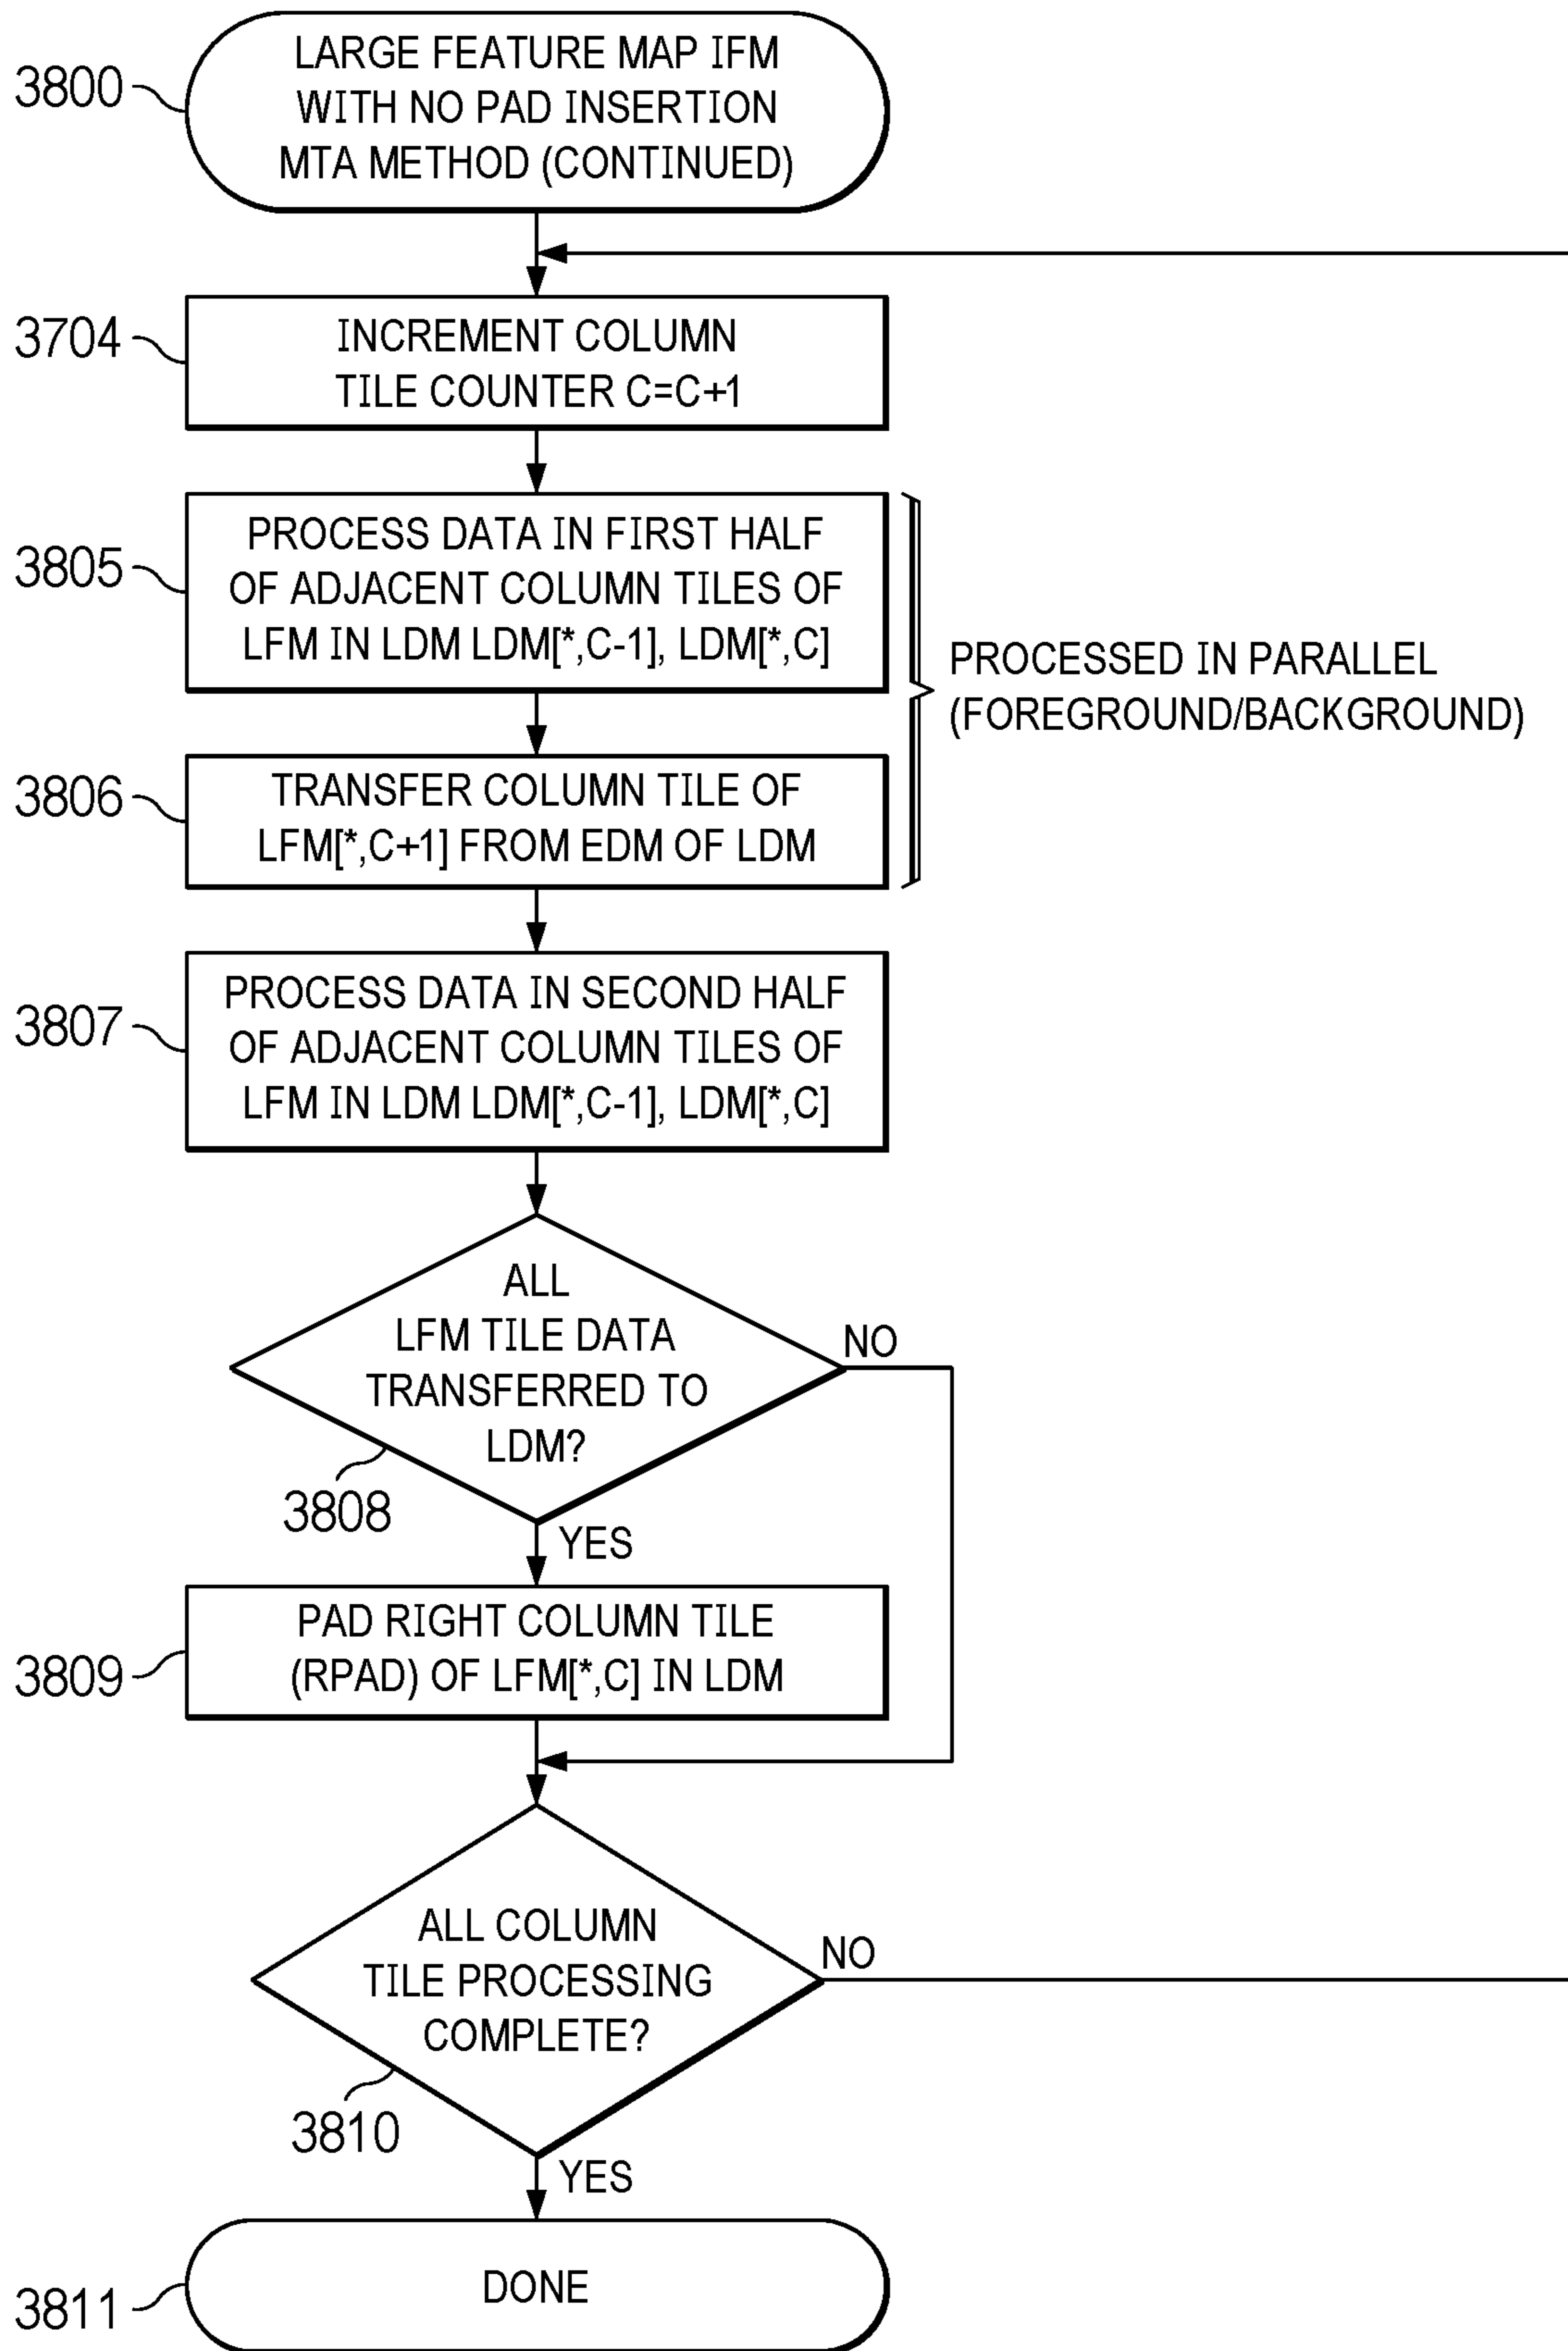 3800
LARGE FEATURE MAP IFM
WITH NO PAD INSERTION
MTA METHOD (CONTINUED)
3704
INCREMENT COLUMN
TILE COUNTER C=C+1
3805
PROCESS DATA IN FIRST HALF
OF ADJACENT COLUMN TILES OF
LFM IN LDM LDM[*,C-1], LDM[*,C]
PROCESSED IN PARALLEL
(FOREGROUND/BACKGROUND)
3806
TRANSFER COLUMN TILE OF
LFM[*,C+1] FROM EDM OF LDM
3807
PROCESS DATA IN SECOND HALF
OF ADJACENT COLUMN TILES OF
LFM IN LDM LDM[*,C-1], LDM[*,C]
ALL
LFM TILE DATA
TRANSFERRED TO
LDM?
NO
3808
YES
3809
PAD RIGHT COLUMN TILE
(RPAD) OF LFM[*,C] IN LDM
ALL COLUMN
TILE PROCESSING
COMPLETE?
NO
3810
YES
3811
DONE